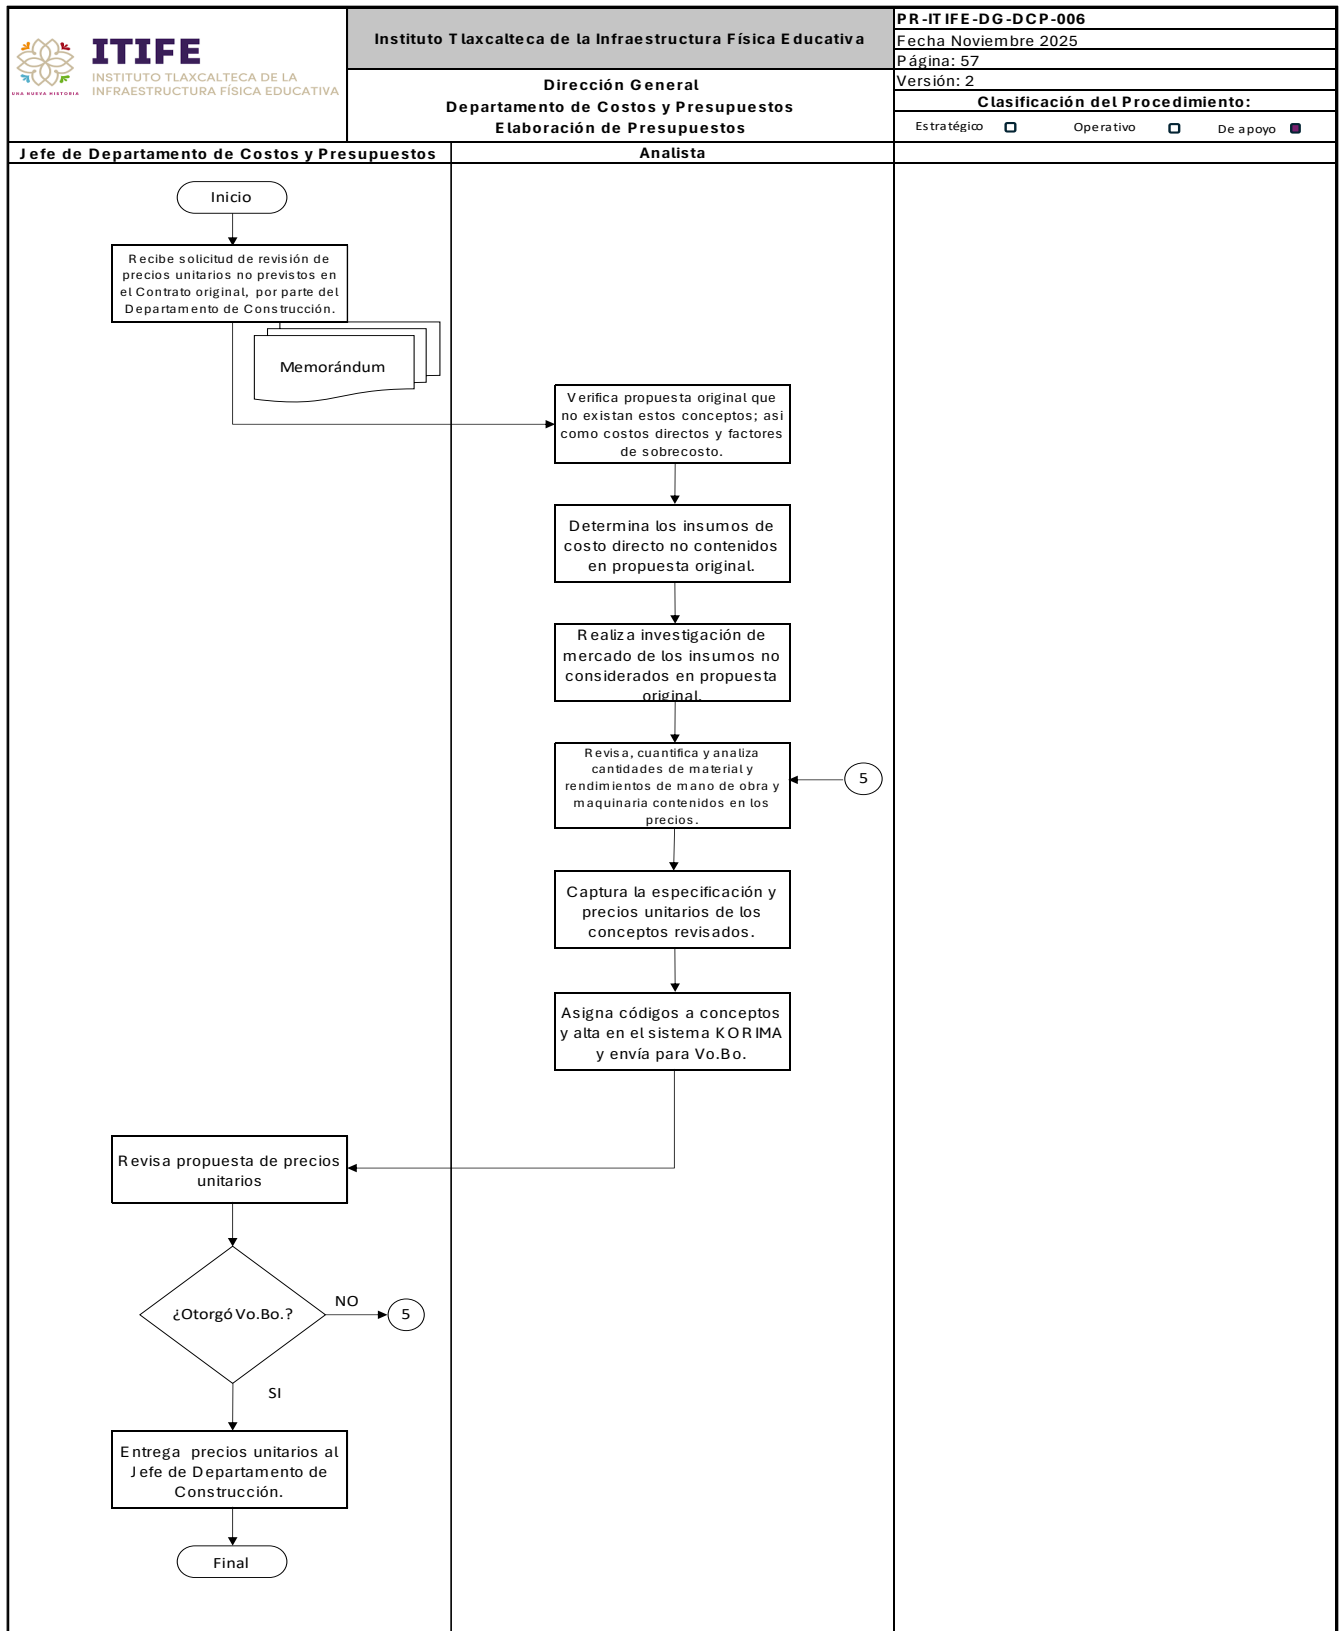 ITIFE
INSTITUTO TLAXCALTECA DE LA
INFRAESTRUCTURA FÍSICA EDUCATIVA
UNA NUEVA HISTORIA
Instituto Tlaxcalteca de la Infraestructura Física Educativa
Dirección General
Departamento de Costos y Presupuestos
Elaboración de Presupuestos
PR-ITIFE-DG-DCP-006
Fecha Noviembre 2025
Página: 57
Versión: 2
Clasificación del Procedimiento:
Estratégico Operativo De apoyo
Jefe de Departamento de Costos y Presupuestos
Analista
Inicio
Recibe solicitud de revisión de
precios unitarios no previstos en
el Contrato original, por parte del
Departamento de Construcción.
Memorándum
Verifica propuesta original que
no existan estos conceptos; asi
como costos directos y factores
de sobrecosto.
Determina los insumos de
costo directo no contenidos
en propuesta original.
Realiza investigación de
mercado de los insumos no
considerados en propuesta
original.
Revisa, cuantifica y analiza
cantidades de material y
rendimientos de mano de obra y
maquinaria contenidos en los
precios.
5
Captura la especificación y
precios unitarios de los
conceptos revisados.
Asigna códigos a conceptos
y alta en el sistema KORIMA
y envía para Vo.Bo.
Revisa propuesta de precios
unitarios
¿Otorgó Vo.Bo.?
NO
5
SI
Entrega precios unitarios al
Jefe de Departamento de
Construcción.
Final